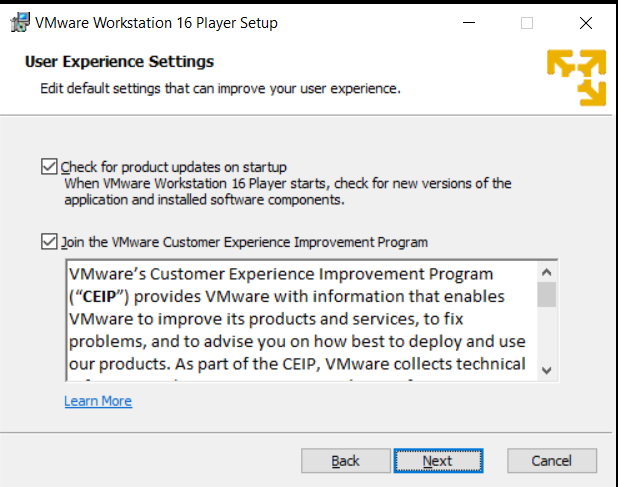 VMware Workstation 16 Player Setup
User Experience Settings
Edit default settings that can improve your user experience.
Check for product updates on startup
When VMware Workstation 16 Player starts, check for new versions of the
application and installed software components.
Join the VMware Customer Experience Improvement Program
VMware's Customer Experience Improvement Program
("CEIP") provides VMware with information that enables
VMware to improve its products and services, to fix
problems, and to advise you on how best to deploy and use
our products. As part of the CEIP, VMware collects technical
Learn More
Back
Next
Cancel